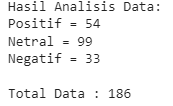 Hasil Analisis Data:
Positif = 54
Netral = 99
Negatif = 33
Total Data : 186